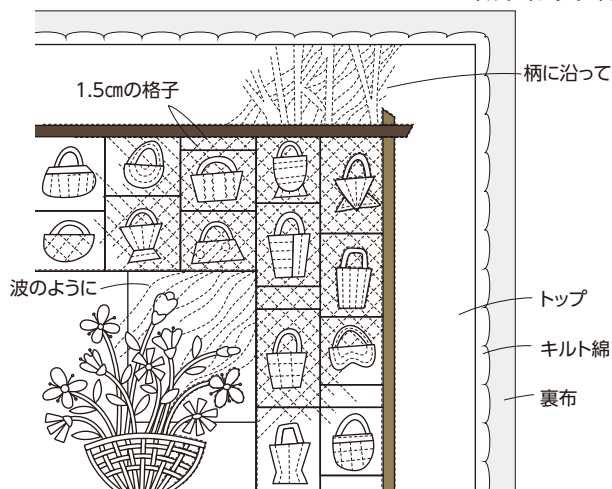 柄に沿って
1.5㎝の格子
波のように
トップ
キルト綿
裏布